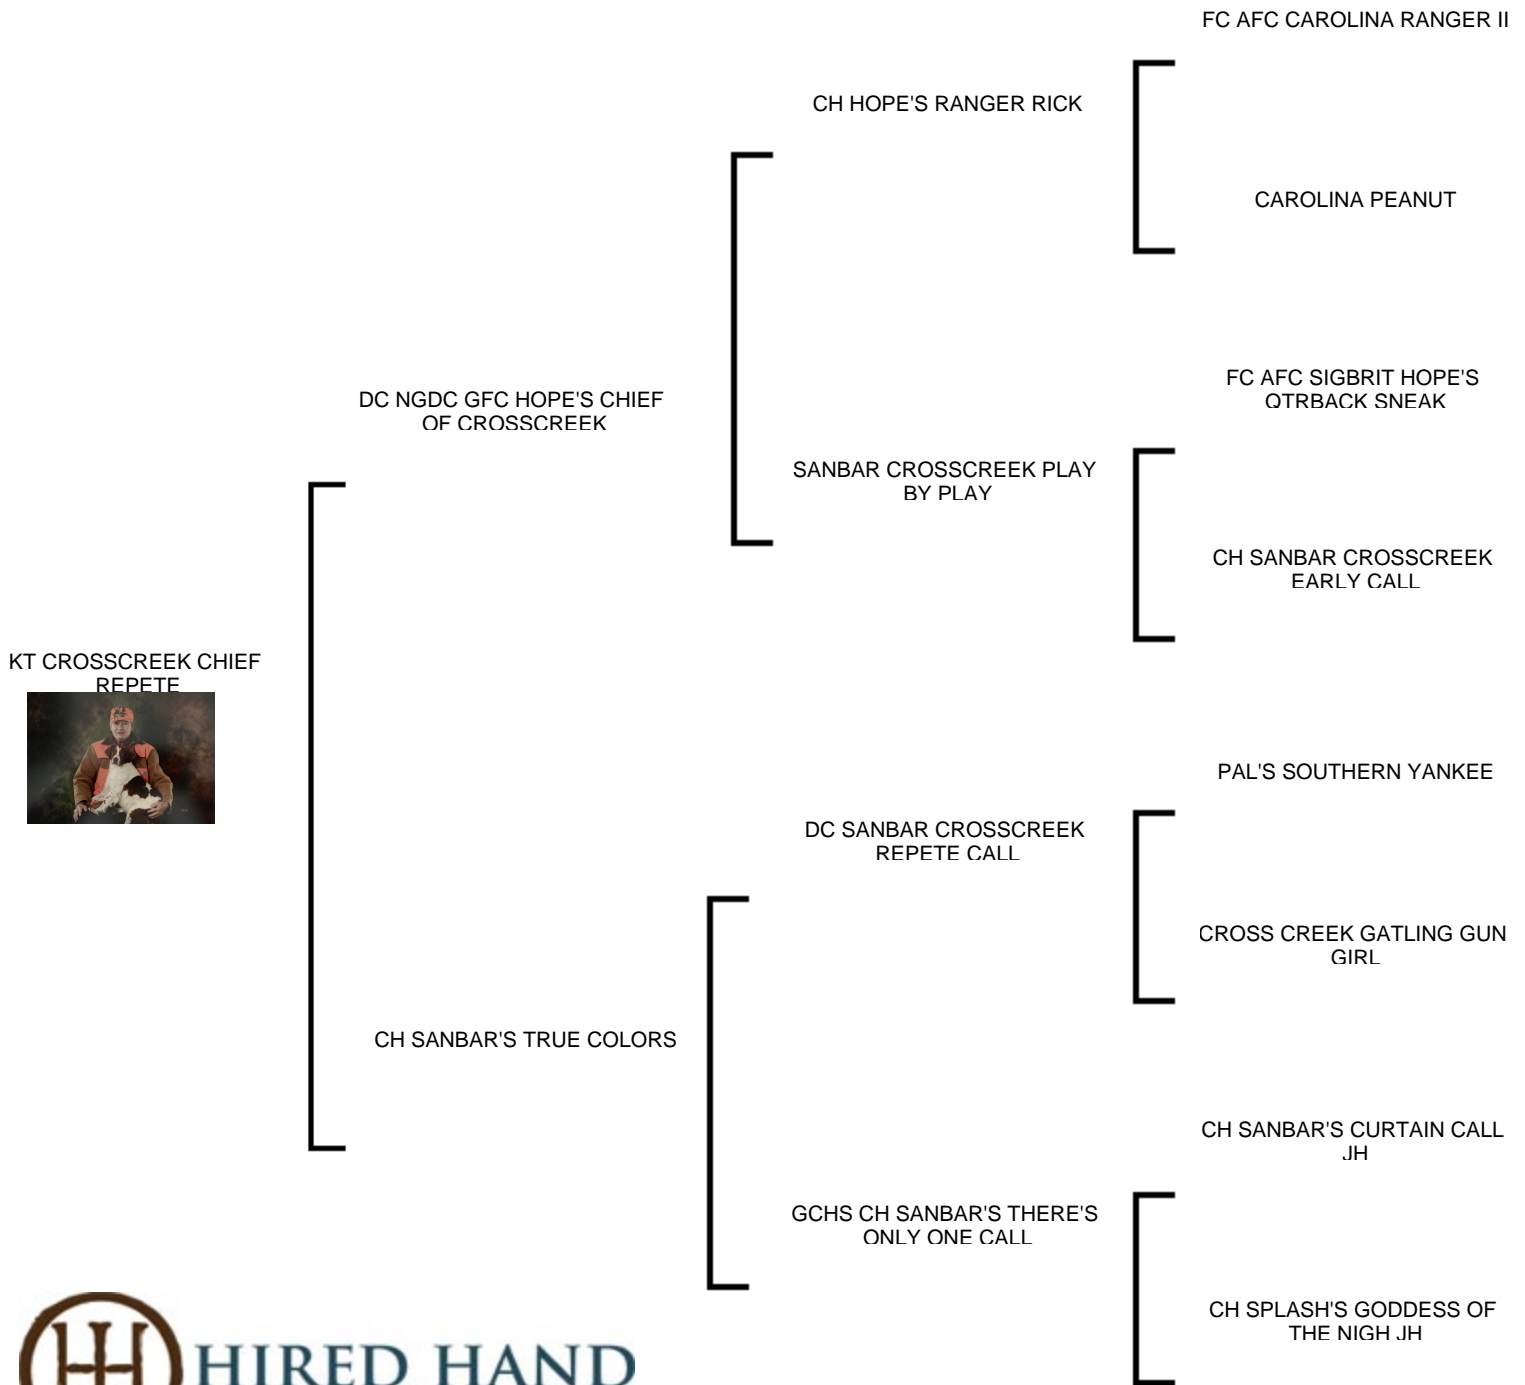 FC AFC CAROLINA RANGER II
CH HOPE'S RANGER RICK
CAROLINA PEANUT
DC NGDC GFC HOPE'S CHIEF
OF CROSSCREEK
FC AFC SIGBRIT HOPE'S
QTRBACK SNEAK
SANBAR CROSSCREEK PLAY
BY PLAY
CH SANBAR CROSSCREEK
EARLY CALL
KT CROSSCREEK CHIEF
REPETE
PAL'S SOUTHERN YANKEE
DC SANBAR CROSSCREEK
REPETE CALL
CROSS CREEK GATLING GUN
GIRL
CH SANBAR'S TRUE COLORS
CH SANBAR'S CURTAIN CALL
JH
GCHS CH SANBAR'S THERE'S
ONLY ONE CALL
CH SPLASH'S GODDESS OF
THE NIGH JH
HIRED HAND